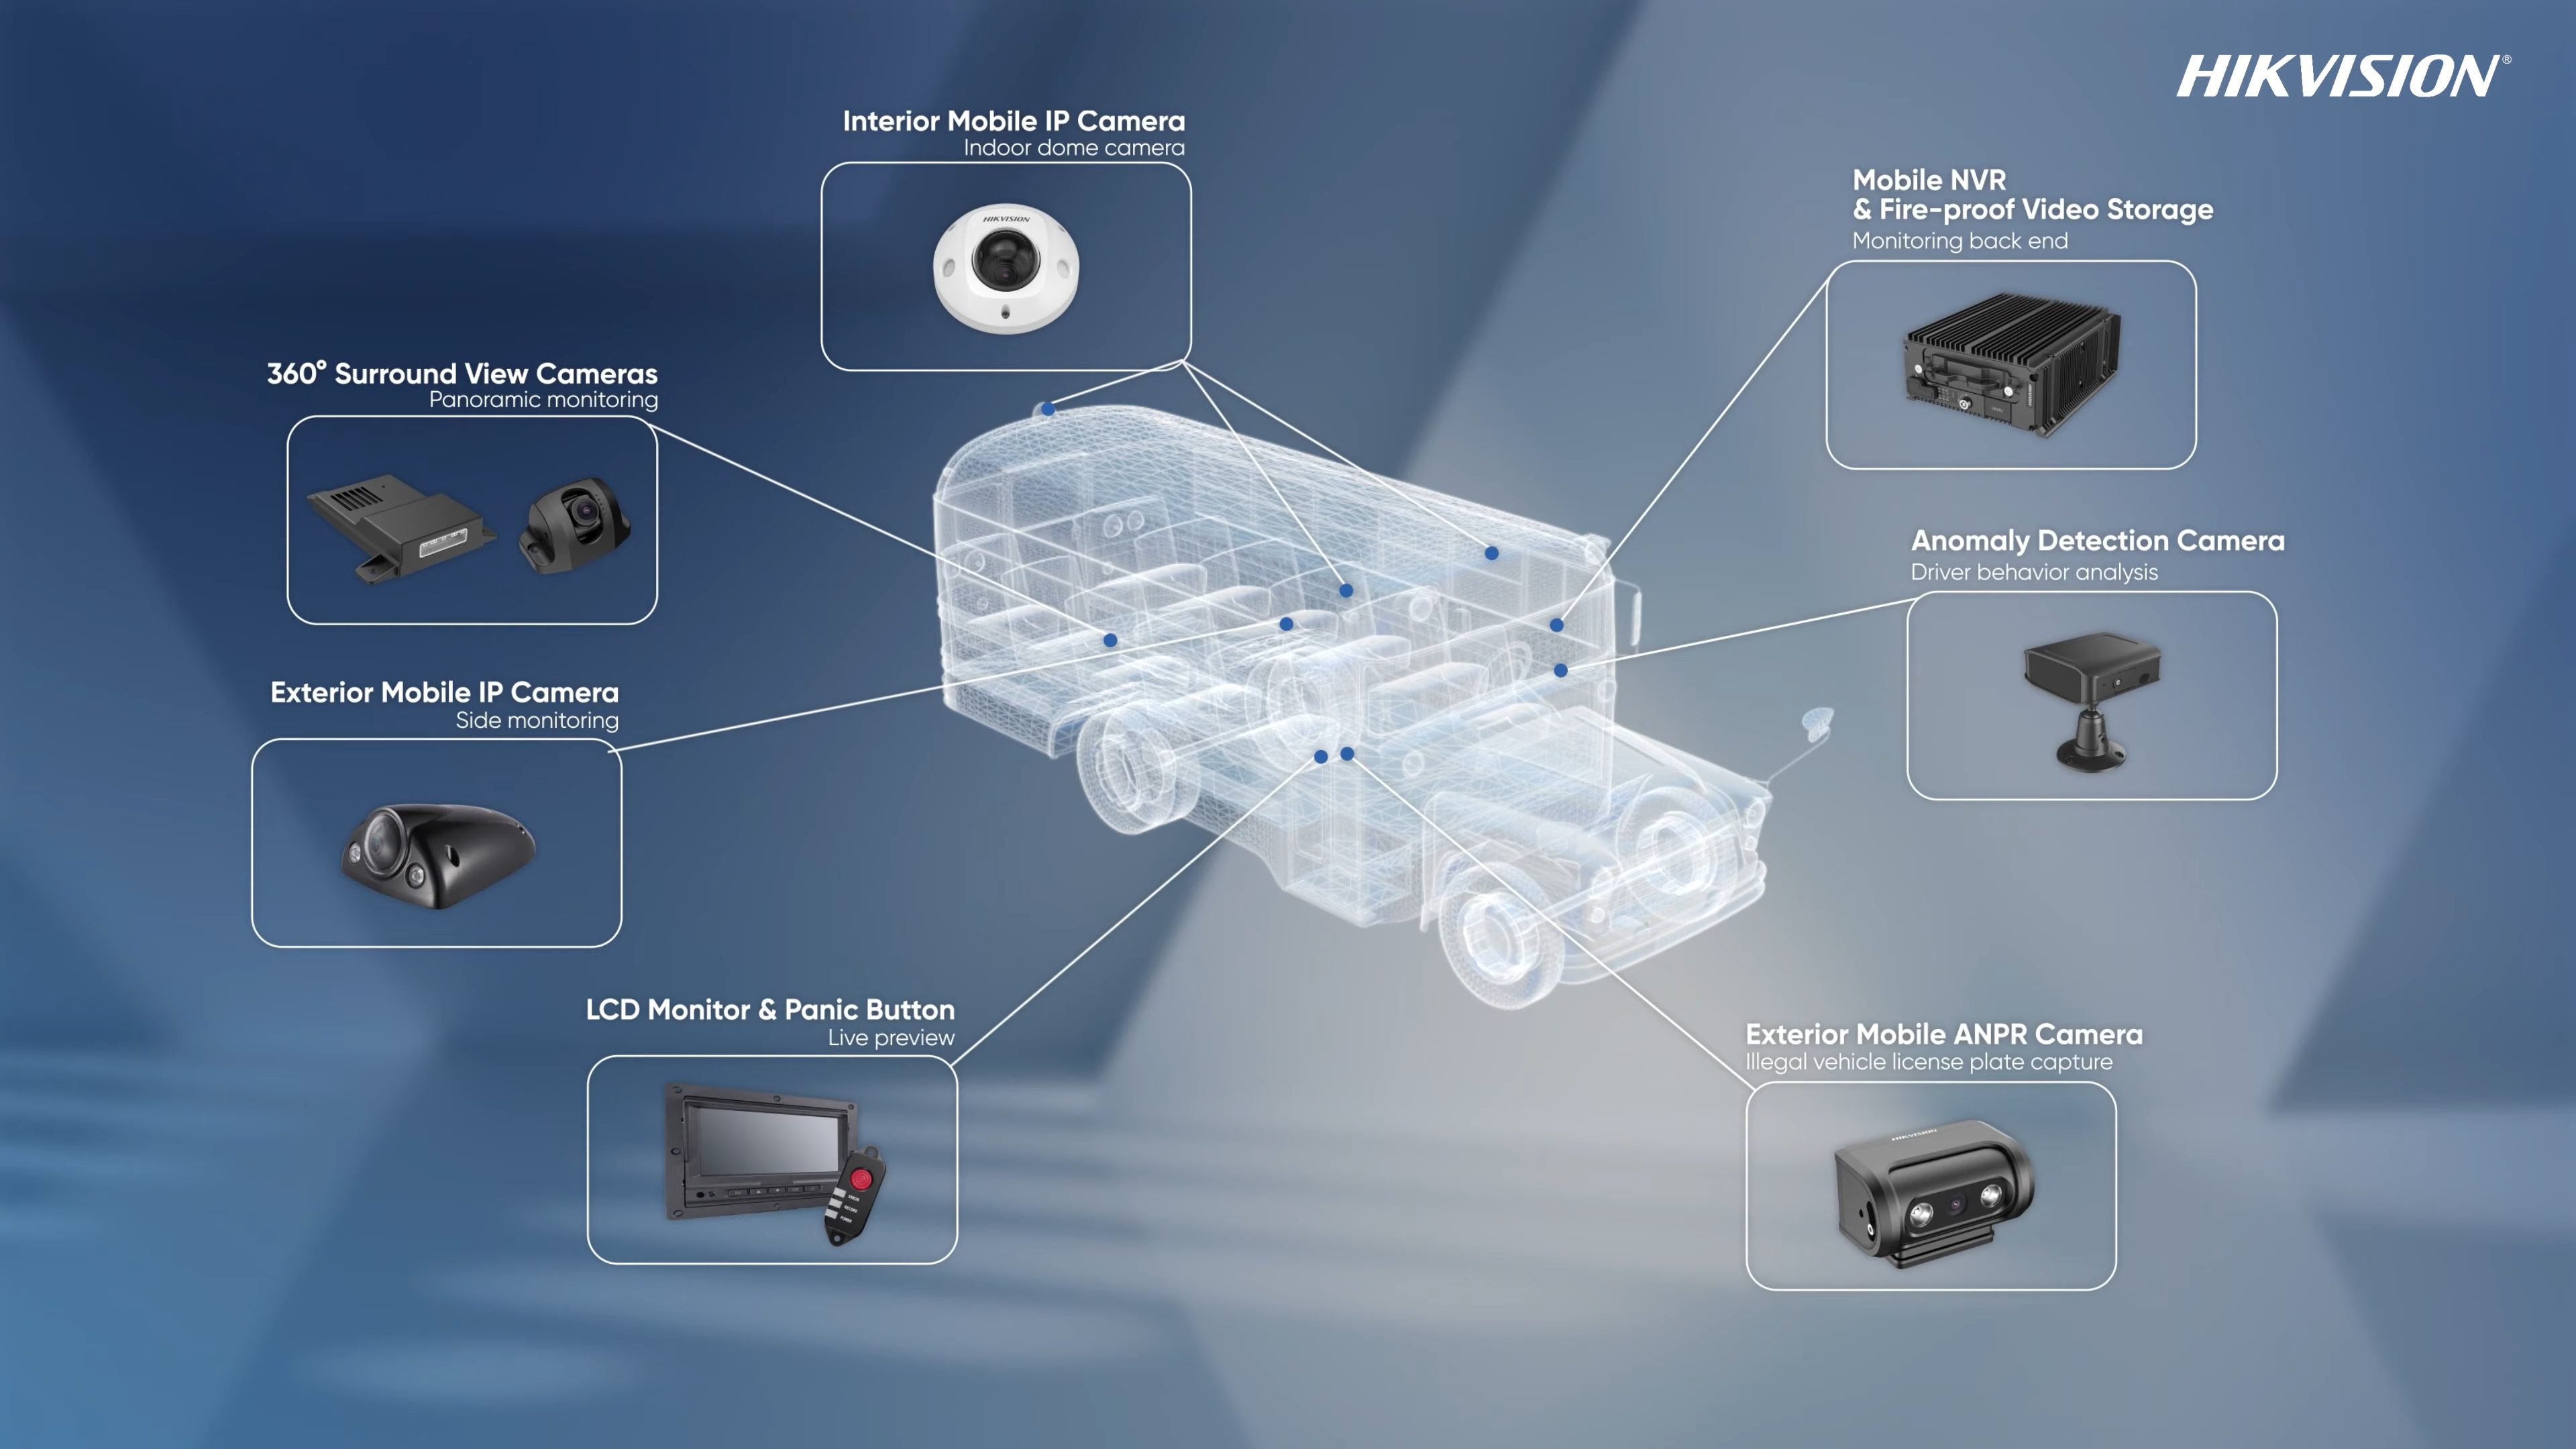 HIKVISION®
Interior Mobile IP Camera
Indoor dome camera
HIKVISION
Mobile NVR
& Fire-proof Video Storage
Monitoring back end
360° Surround View Cameras
Panoramic monitoring
Anomaly Detection Camera
Driver behavior analysis
Exterior Mobile IP Camera
Side monitoring
LCD Monitor & Panic Button
Live preview
Exterior Mobile ANPR Camera
Illegal vehicle license plate capture
HIKVISION